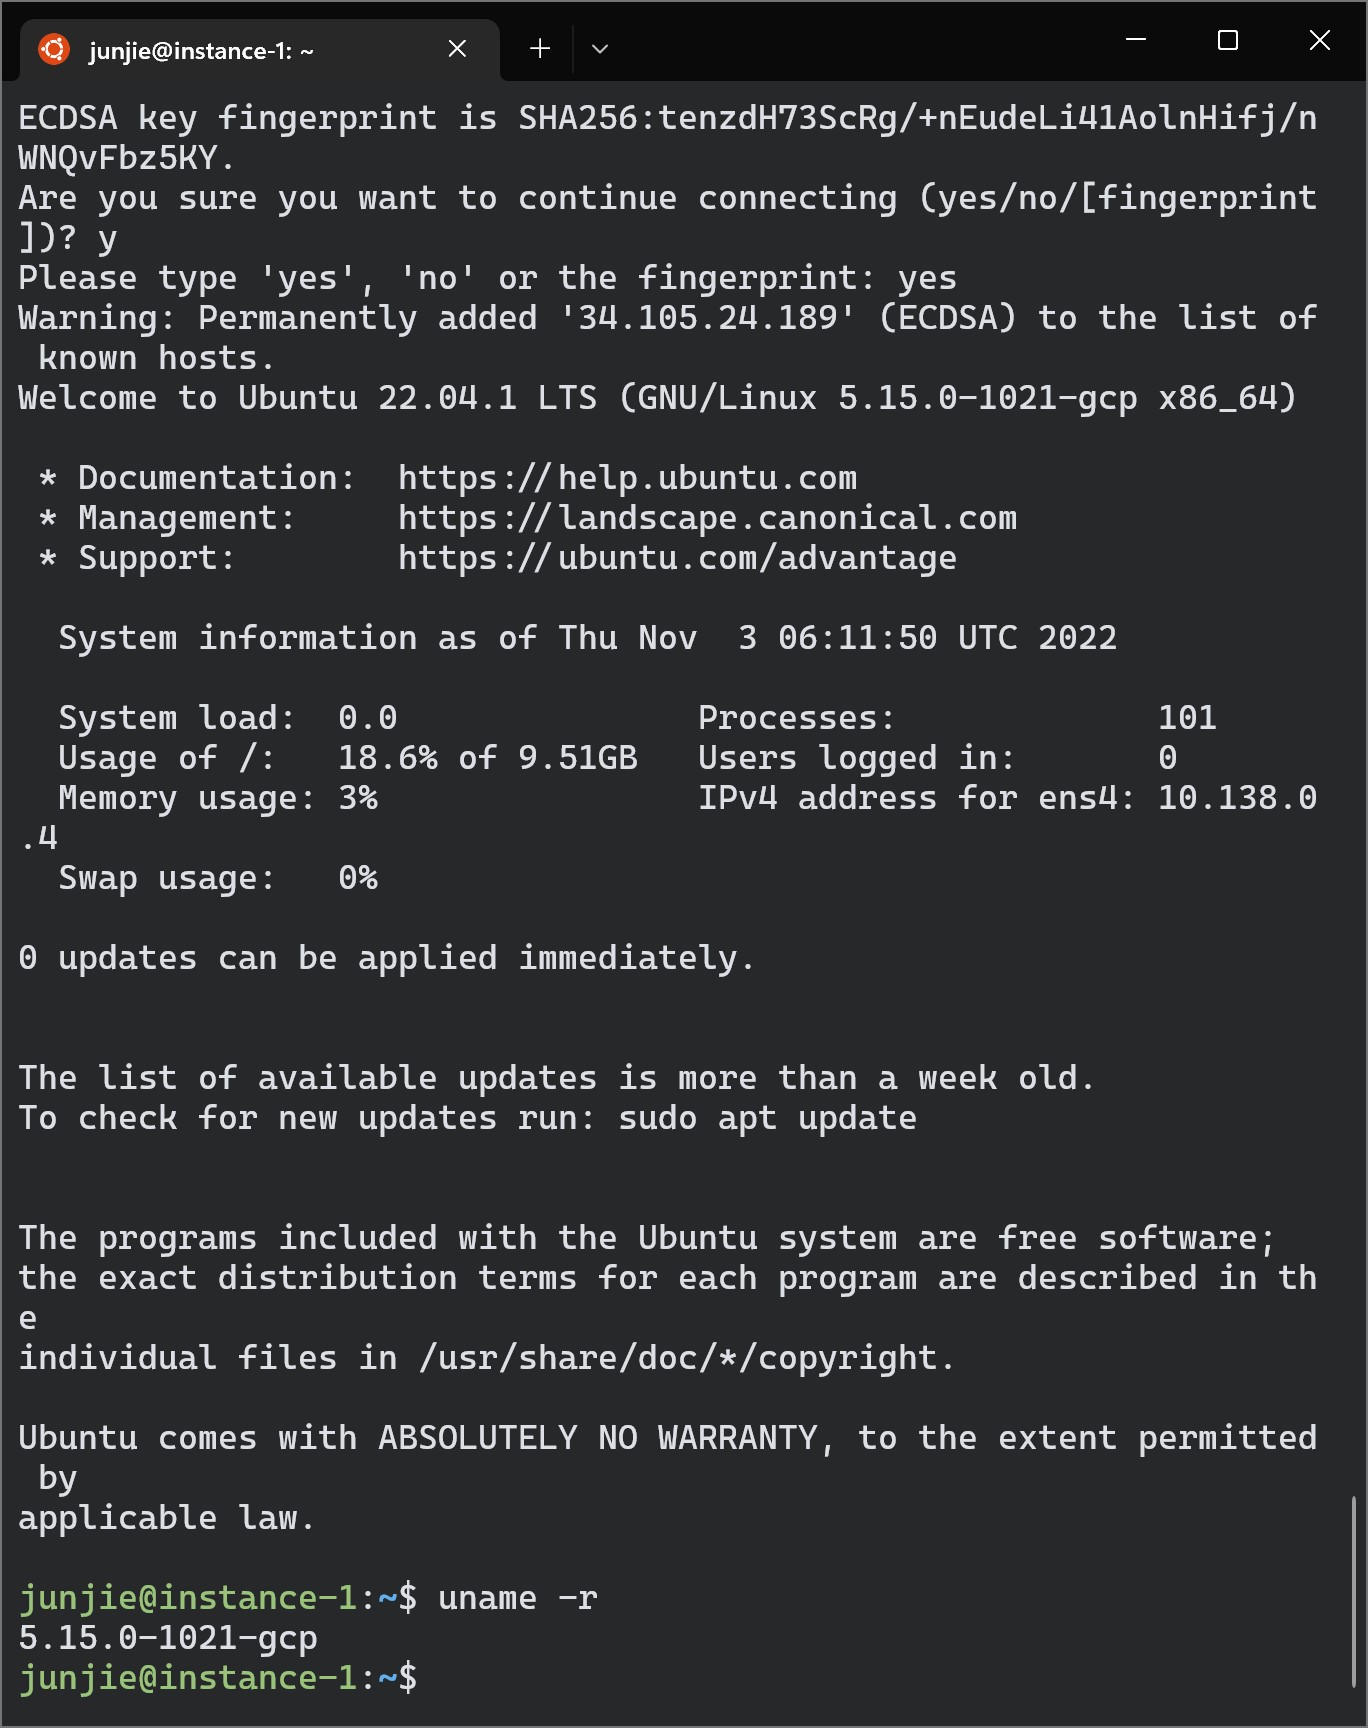 junjie@instance-1: ~
ECDSA key fingerprint is SHA256:tenzdH73ScRg/+nEudeLi41AolnHifj/n
WNQvFbz5KY.
Are you sure you want to continue connecting (yes/no/[fingerprint
])? y
Please type 'yes', 'no' or the fingerprint: yes
Warning: Permanently added '34.105.24.189' (ECDSA) to the list of
 known hosts.
Welcome to Ubuntu 22.04.1 LTS (GNU/Linux 5.15.0-1021-gcp x86_64)

 * Documentation:  https://help.ubuntu.com
 * Management:     https://landscape.canonical.com
 * Support:        https://ubuntu.com/advantage

  System information as of Thu Nov  3 06:11:50 UTC 2022

  System load:  0.0               Processes:             101
  Usage of /:   18.6% of 9.51GB   Users logged in:       0
  Memory usage: 3%                IPv4 address for ens4: 10.138.0
.4
  Swap usage:   0%

0 updates can be applied immediately.


The list of available updates is more than a week old.
To check for new updates run: sudo apt update


The programs included with the Ubuntu system are free software;
the exact distribution terms for each program are described in th
e
individual files in /usr/share/doc/*/copyright.

Ubuntu comes with ABSOLUTELY NO WARRANTY, to the extent permitted
 by
applicable law.

junjie@instance-1:~$ uname -r
5.15.0-1021-gcp
junjie@instance-1:~$